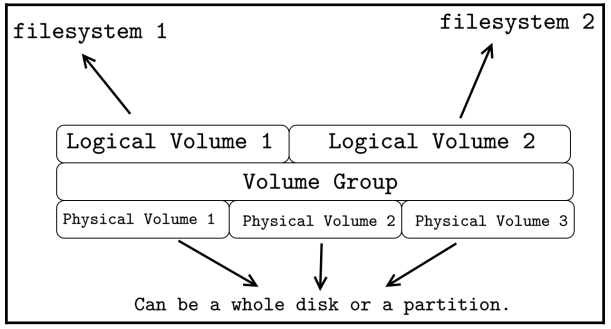 filesystem 1
filesystem 2
Logical Volume 1
Logical Volume 2
Volume Group
Physical Volume 1
Physical Volume 2
Physical Volume 3
Can be a whole disk or a partition.